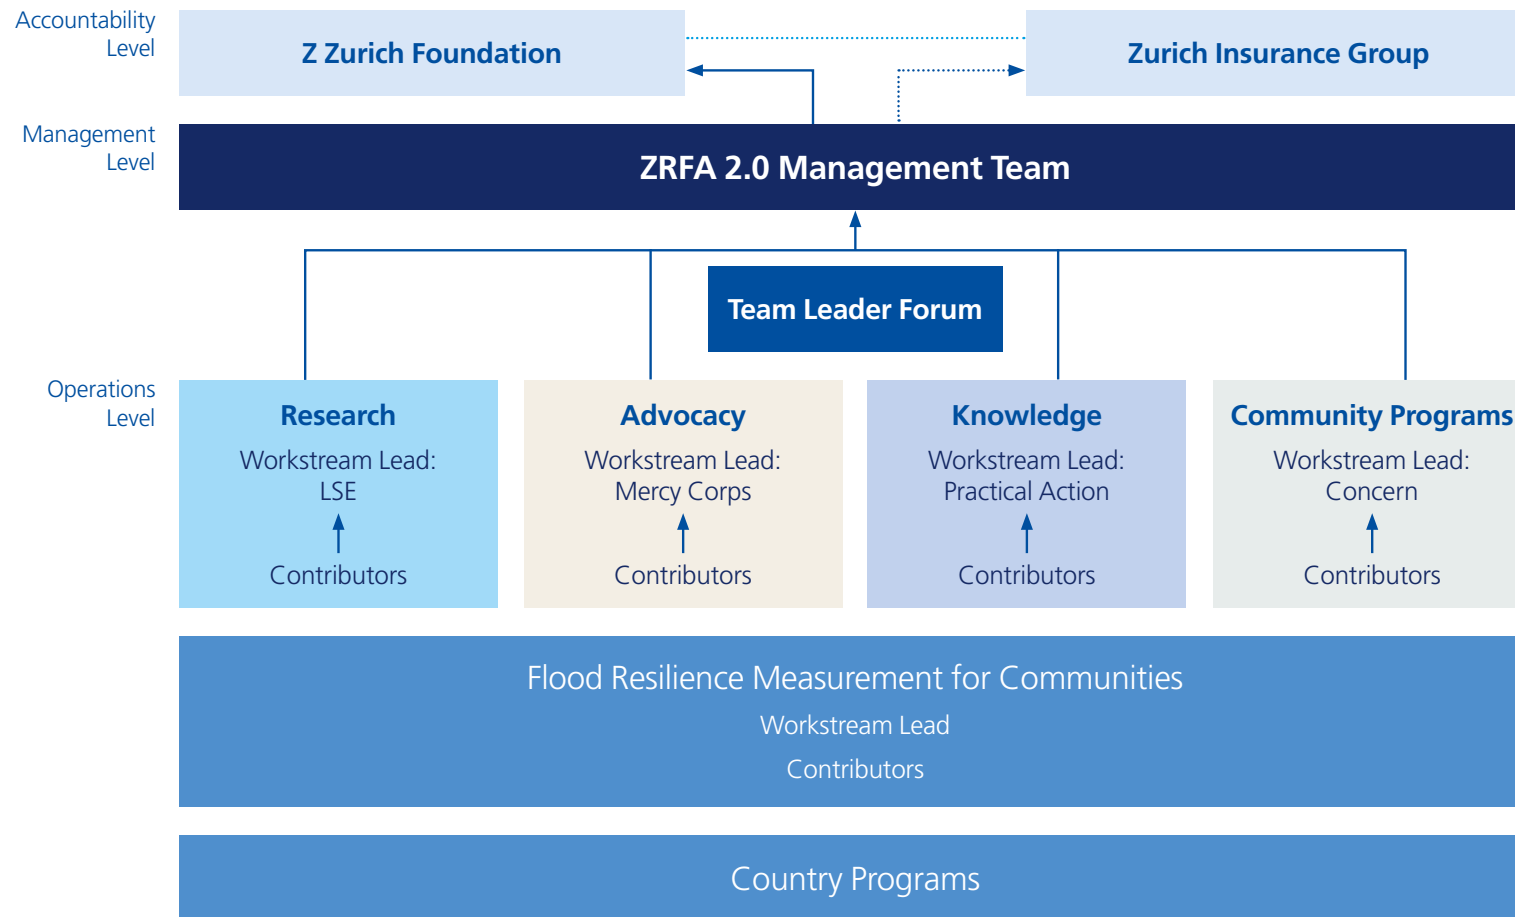 Accountability
Level
Z Zurich Foundation
Zurich Insurance Group
Management
Level
ZRFA 2.0 Management Team
Team Leader Forum
Operations
Level
Research
Workstream Lead:
LSE
Contributors
Advocacy
Workstream Lead:
Mercy Corps
Contributors
Knowledge
Workstream Lead:
Practical Action
Contributors
Community Programs
Workstream Lead:
Concern
Contributors
Flood Resilience Measurement for Communities
Workstream Lead
Contributors
Country Programs